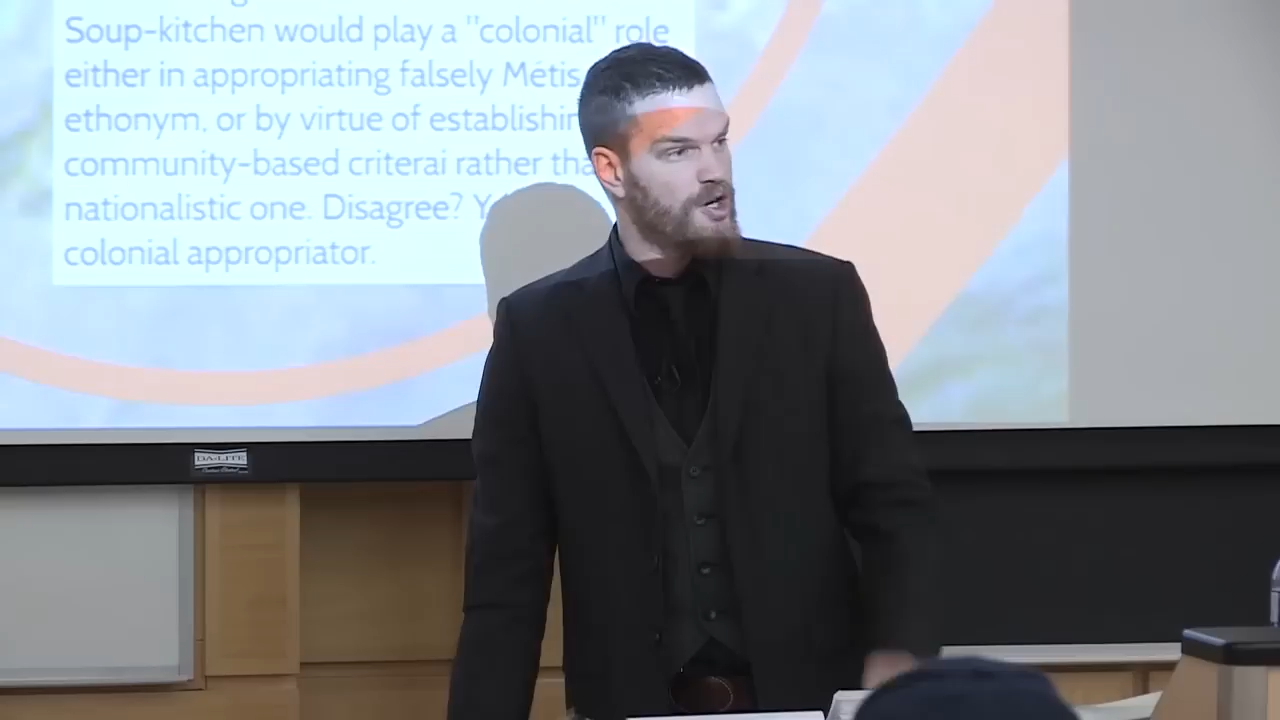 Soup-kitchen would play a "colonial" role
either in appropriating falsely Métis
ethonym, or by virtue of establishin
community-based criterai rather tha
nationalistic one. Disagree? Y
colonial appropriator.
DA-LITE